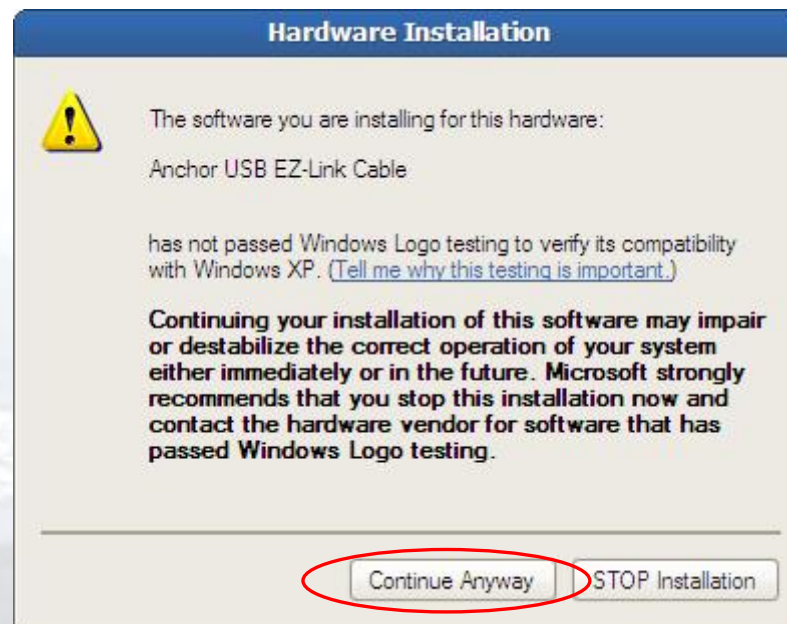 Hardware Installation
The software you are installing for this hardware:
Anchor USB EZ-Link Cable
has not passed Windows Logo testing to verify its compatibility
with Windows XP. (Tell me why this testing is important.)
Continuing your installation of this software may impair
or destabilize the correct operation of your system
either immediately or in the future. Microsoft strongly
recommends that you stop this installation now and
contact the hardware vendor for software that has
passed Windows Logo testing.
Continue Anyway STOP Installation